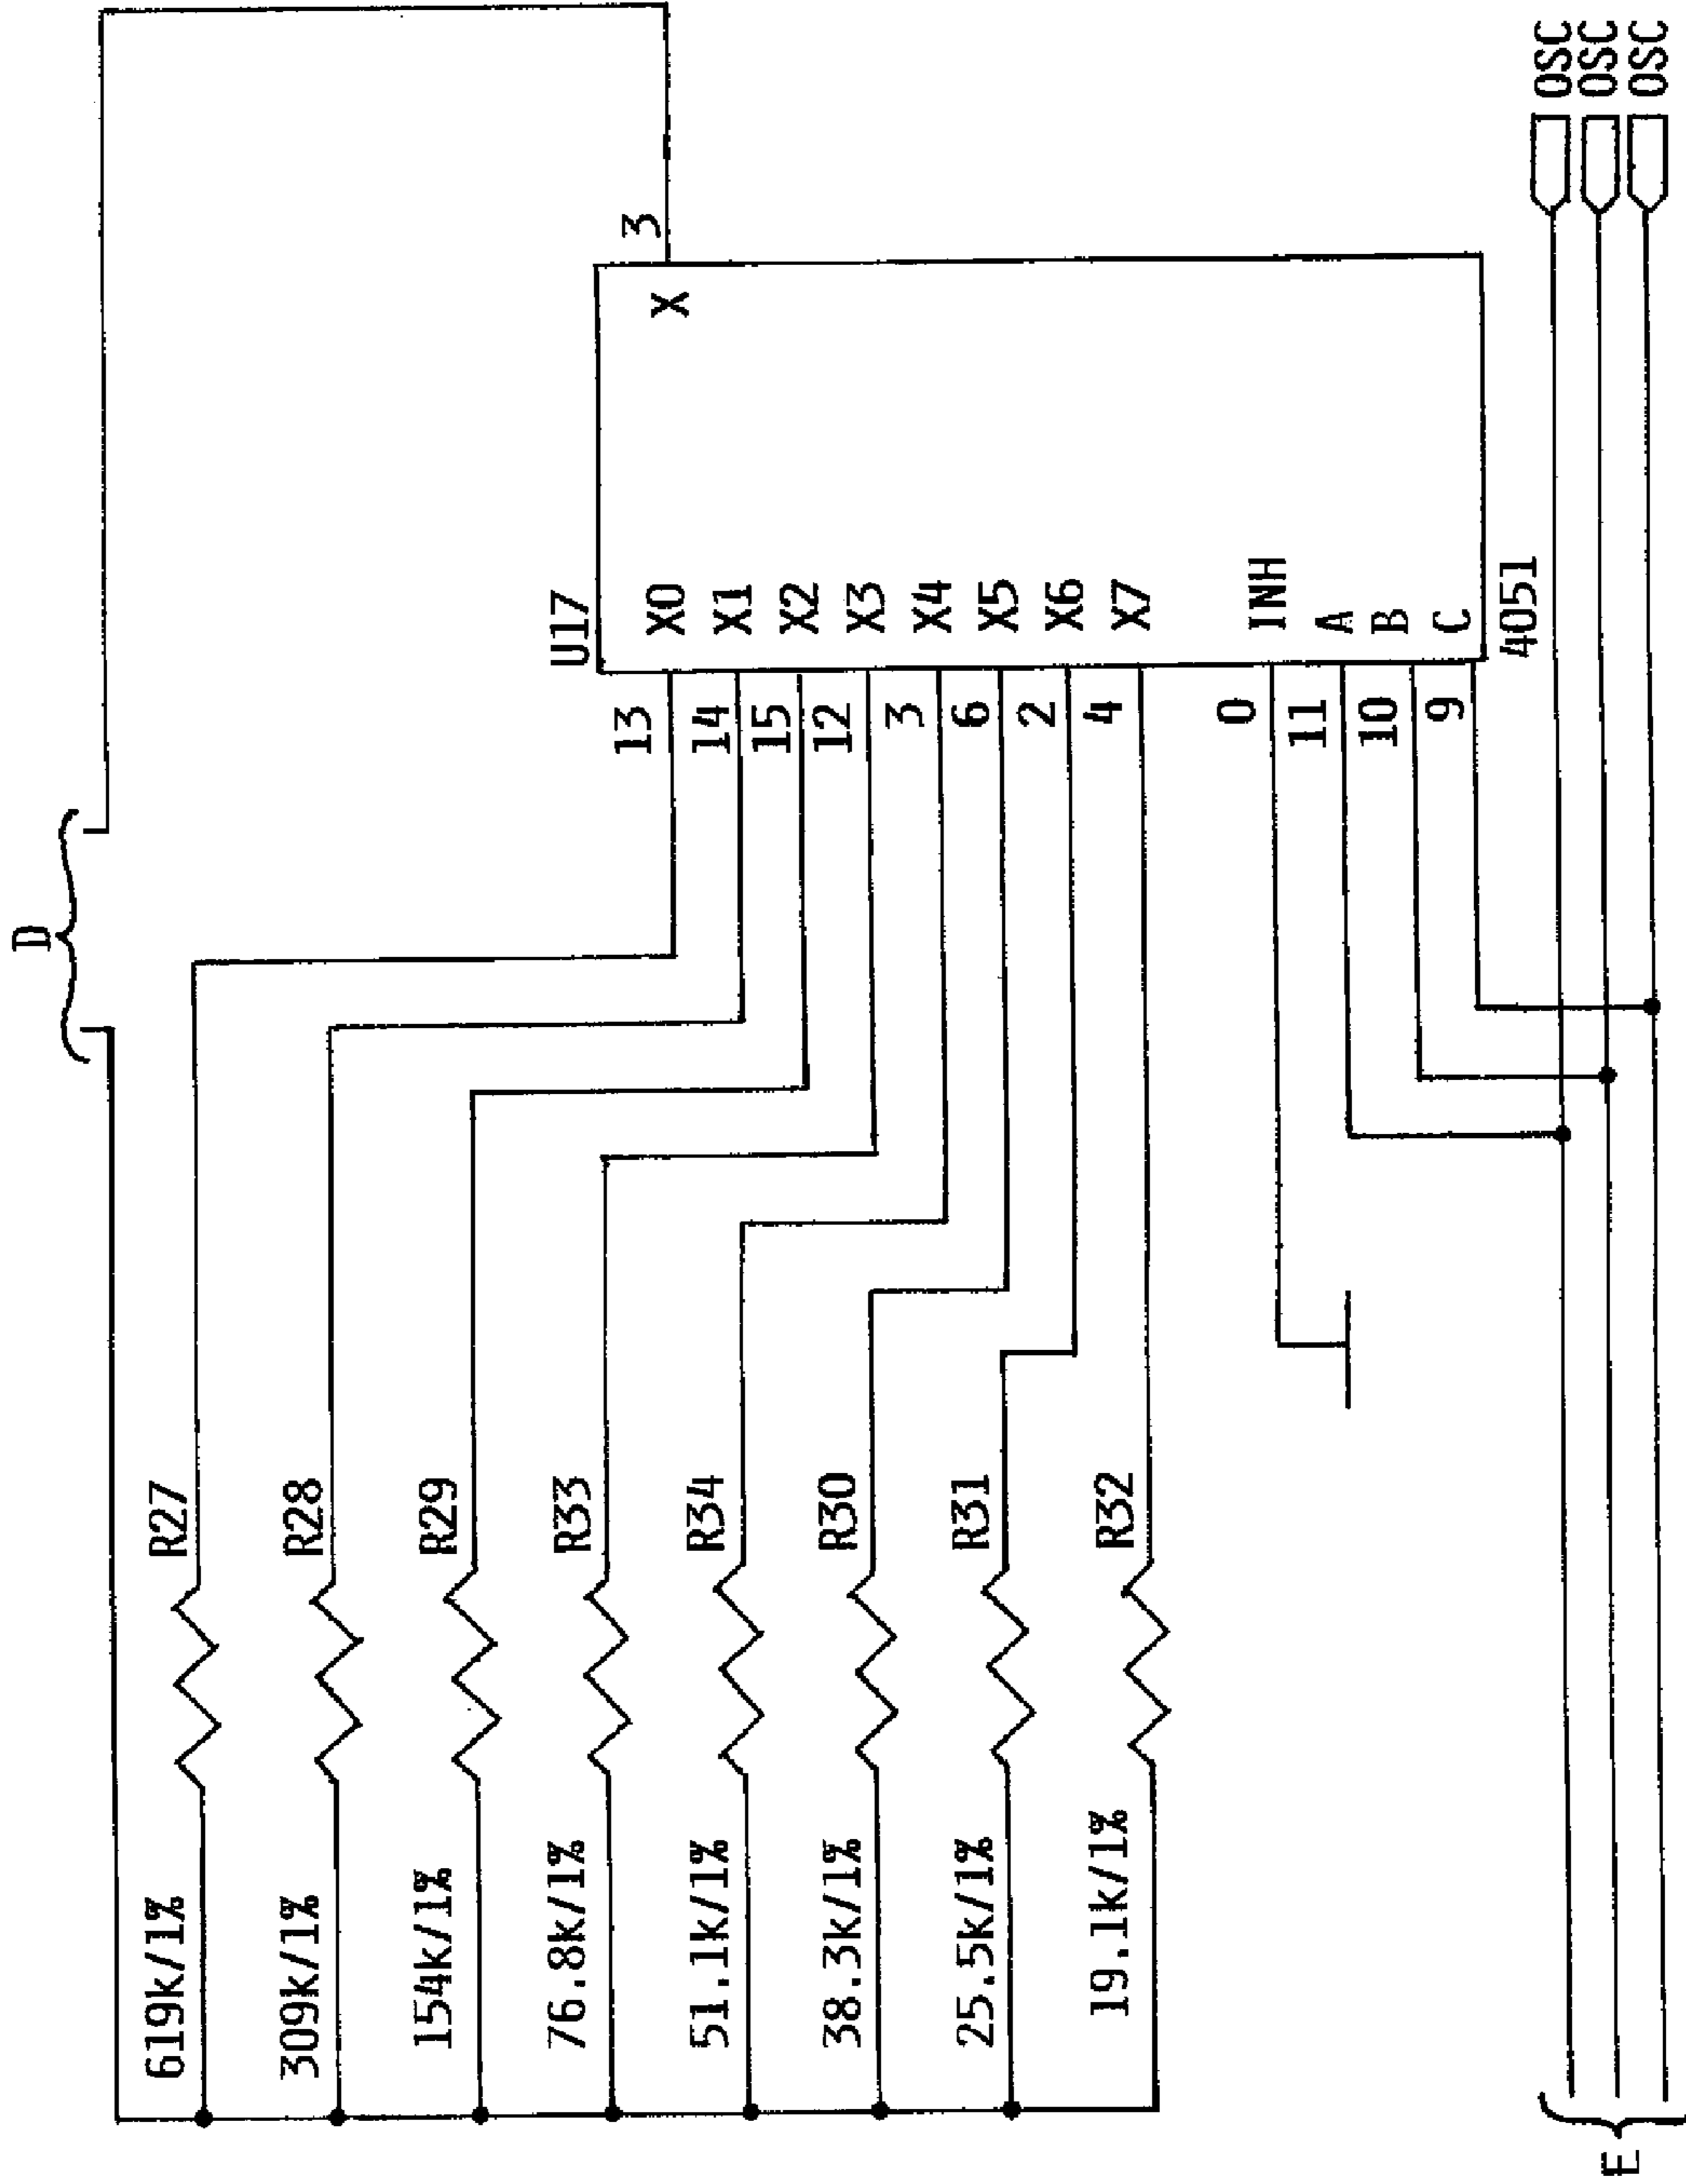 D
619k/1% R27
309k/1% R28
154k/1% R29
76.8k/1% R33
51.1k/1% R34
38.3k/1% R30
25.5k/1% R31
19.1k/1% R32
U17
13 X0 X 3
14 X1
15 X2
12 X3
3 X4
6 X5
2 X6
4 X7
0 INH
11 A
10 B
9 C
4051
OSC
OSC
OSC
E